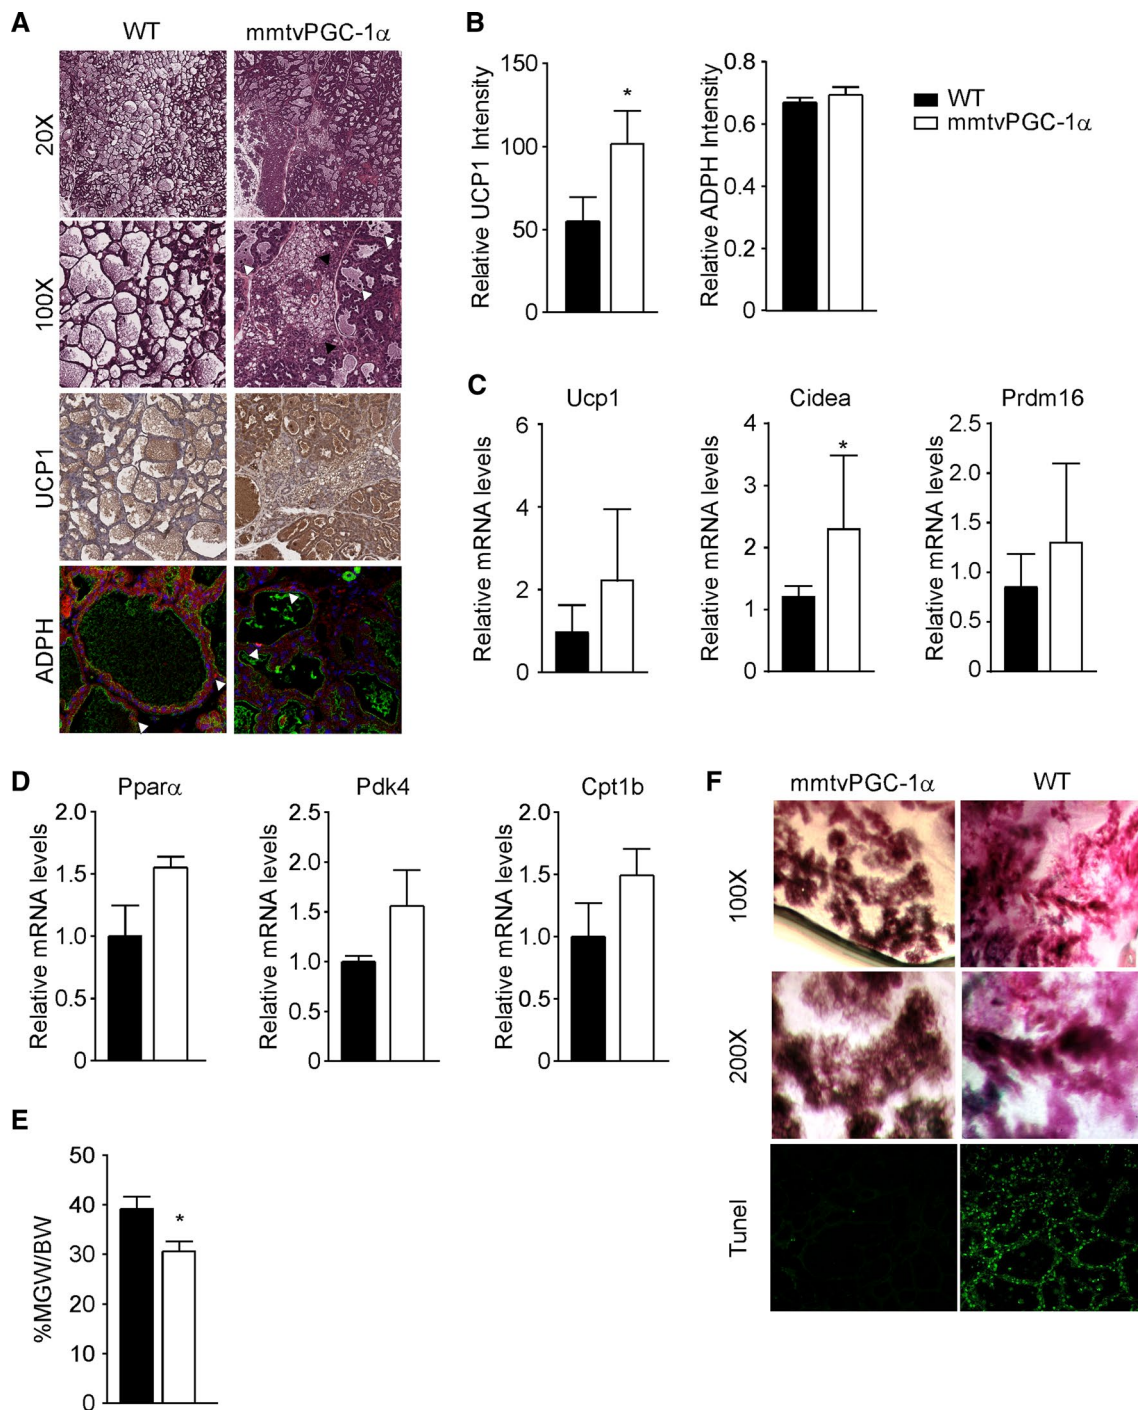 A
WT
mmtvPGC-1α
20X
100X
UCP1
ADPH
B
Relative UCP1 Intensity
150
100
50
0
*
Relative ADPH Intensity
0.8
0.6
0.4
0.2
0
WT
mmtvPGC-1α
C
Ucp1
Relative mRNA levels
6
4
2
0
Cidea
Relative mRNA levels
4
3
2
1
0
*
Prdm16
Relative mRNA levels
2.5
2.0
1.5
1.0
0.5
0
D
Pparα
Relative mRNA levels
2.0
1.5
1.0
0.5
0
Pdk4
Relative mRNA levels
2.5
2.0
1.5
1.0
0.5
0
Cpt1b
Relative mRNA levels
2.0
1.5
1.0
0.5
0
E
%MGW/BW
50
40
30
20
10
0
*
F
mmtvPGC-1α
WT
100X
200X
Tunel